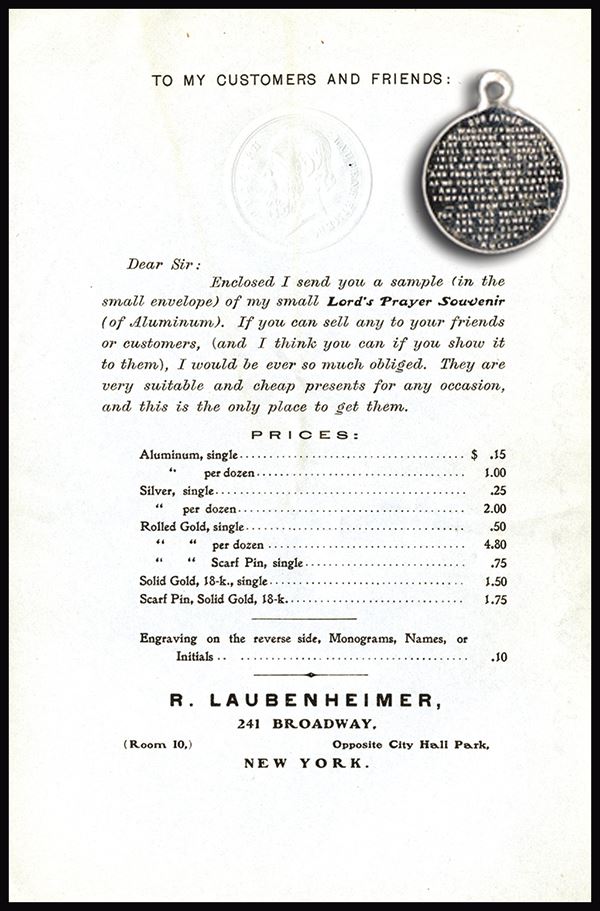 TO MY CUSTOMERS AND FRIENDS:
OUR FATHER
Dear Sir:
Enclosed I send you a sample (in the
small envelope) of my small Lord's Prayer Souvenir
(of Aluminum). If you can sell any to your friends
or customers, (and I think you can if you show it
to them), I would be ever so much obliged. They are
very suitable and cheap presents for any occasion,
and this is the only place to get them.
PRICES:
Aluminum, single........................................ $ .15
“ per dozen........................................ 1.00
Silver, single........................................ .25
“ per dozen........................................ 2.00
Rolled Gold, single........................................ .50
“ “ per dozen ........................................ 4.80
“ “ Scarf Pin, single........................................ .75
Solid Gold, 18-k., single........................................ 1.50
Scarf Pin, Solid Gold, 18-k......................................... 1.75
Engraving on the reverse side, Monograms, Names, or
Initials .. ........................................ .10
R. LAUBENHEIMER,
241 BROADWAY,
(Room 10,) Opposite City Hall Park,
NEW YORK.